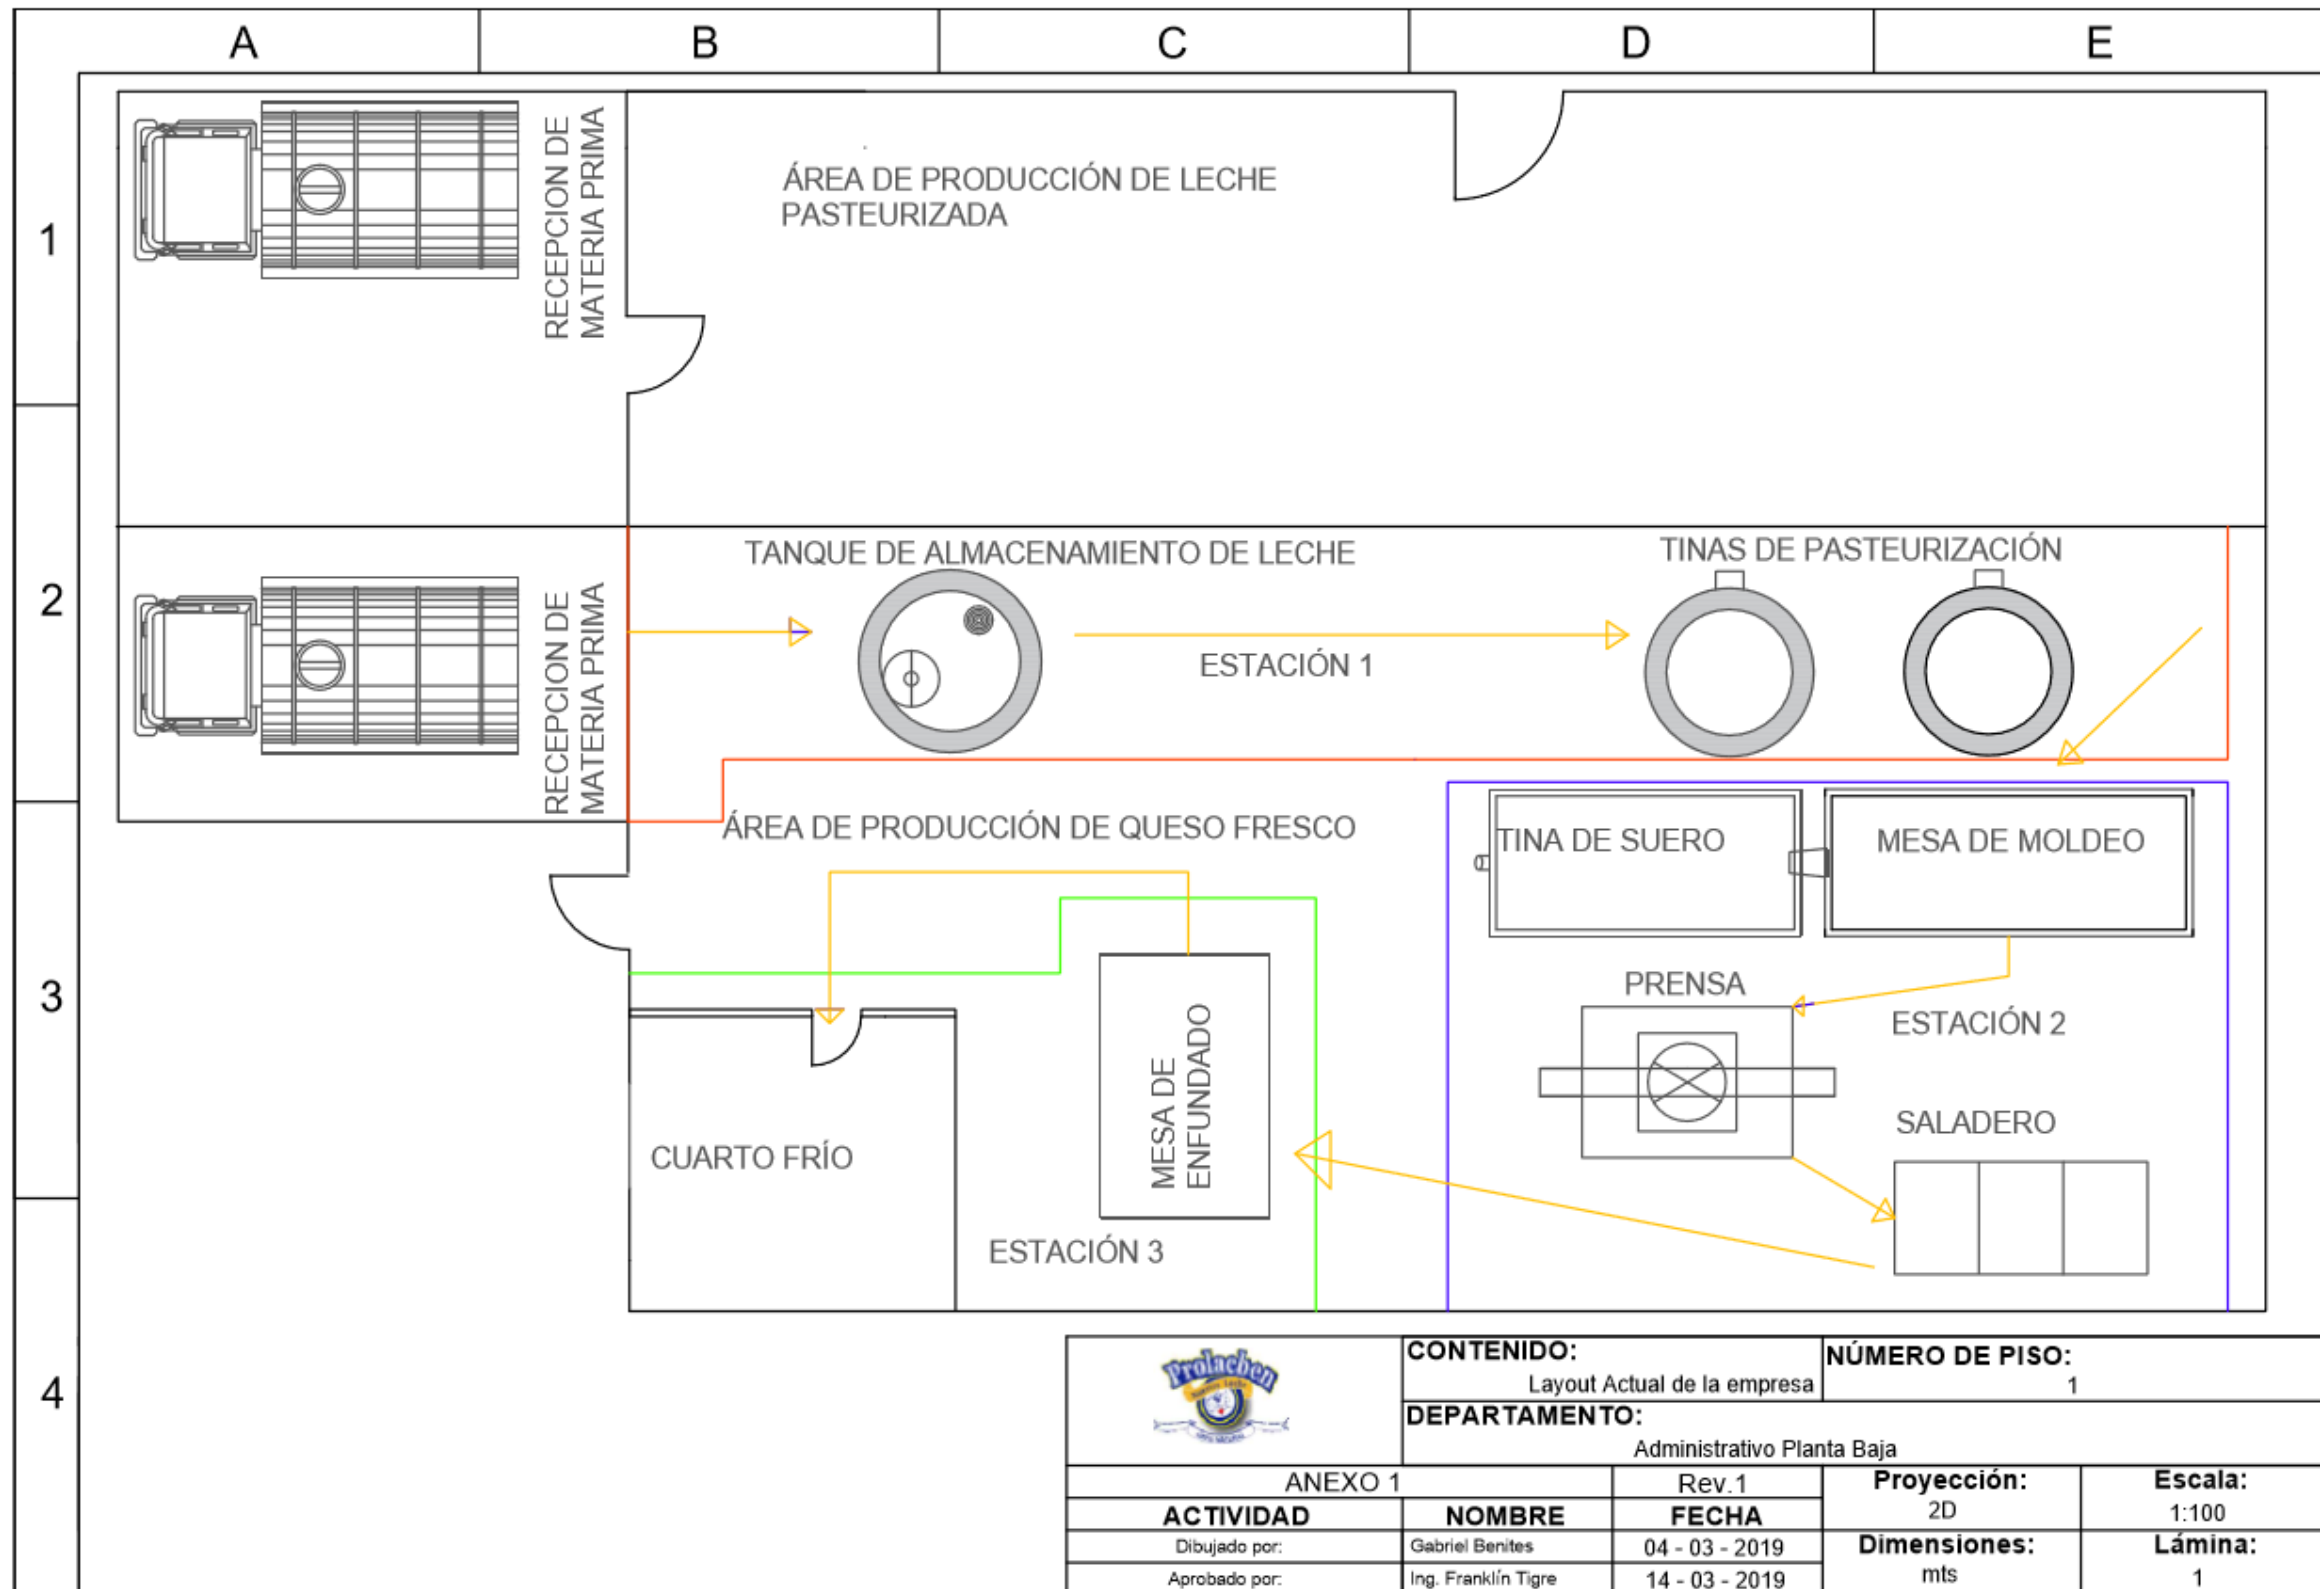 A
B
C
D
E
1
2
3
4
RECEPCION DE
MATERIA PRIMA
ÁREA DE PRODUCCIÓN DE LECHE
PASTEURIZADA
RECEPCION DE
MATERIA PRIMA
TANQUE DE ALMACENAMIENTO DE LECHE
TINAS DE PASTEURIZACIÓN
ESTACIÓN 1
ÁREA DE PRODUCCIÓN DE QUESO FRESCO
TINA DE SUERO
MESA DE MOLDEO
PRENSA
ESTACIÓN 2
MESA DE
ENFUNDADO
SALADERO
CUARTO FRÍO
ESTACIÓN 3
Prolacben
CONTENIDO:
Layout Actual de la empresa
NÚMERO DE PISO:
1
DEPARTAMENTO:
Administrativo Planta Baja
ANEXO 1
Rev.1
Proyección:
2D
Escala:
1:100
ACTIVIDAD
NOMBRE
FECHA
Dibujado por:
Gabriel Benites
04 - 03 - 2019
Dimensiones:
mts
Lámina:
1
Aprobado por:
Ing. Franklín Tigre
14 - 03 - 2019